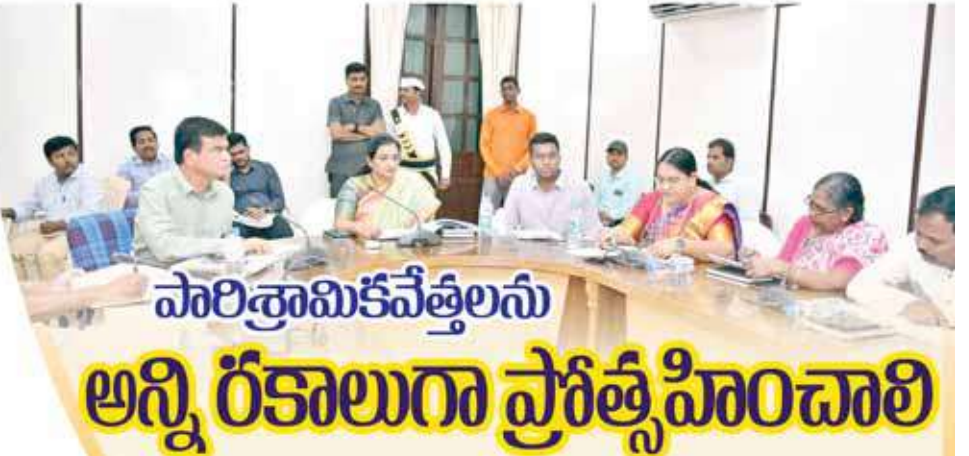 పారిశ్రామికవేత్తలను
అన్ని రకాలుగా ప్రోత్సహించాలి